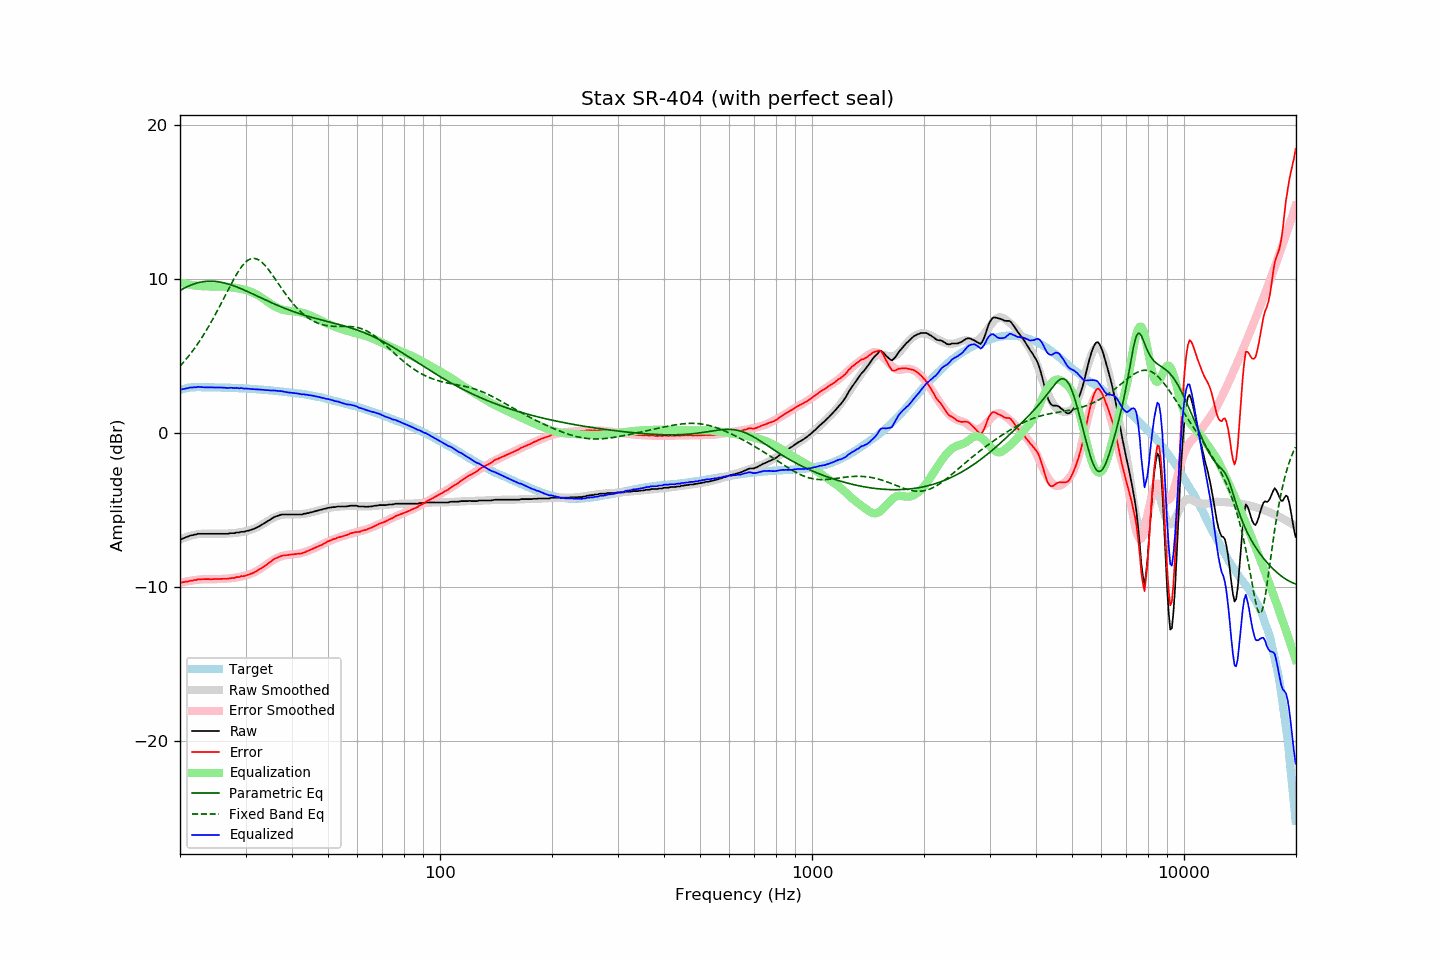 Stax SR-404 (with perfect seal)
20
10
0
−10
−20
Amplitude (dBr)
Target
Raw Smoothed
Error Smoothed
Raw
Error
Equalization
Parametric Eq
Fixed Band Eq
Equalized
100
1000
10000
Frequency (Hz)